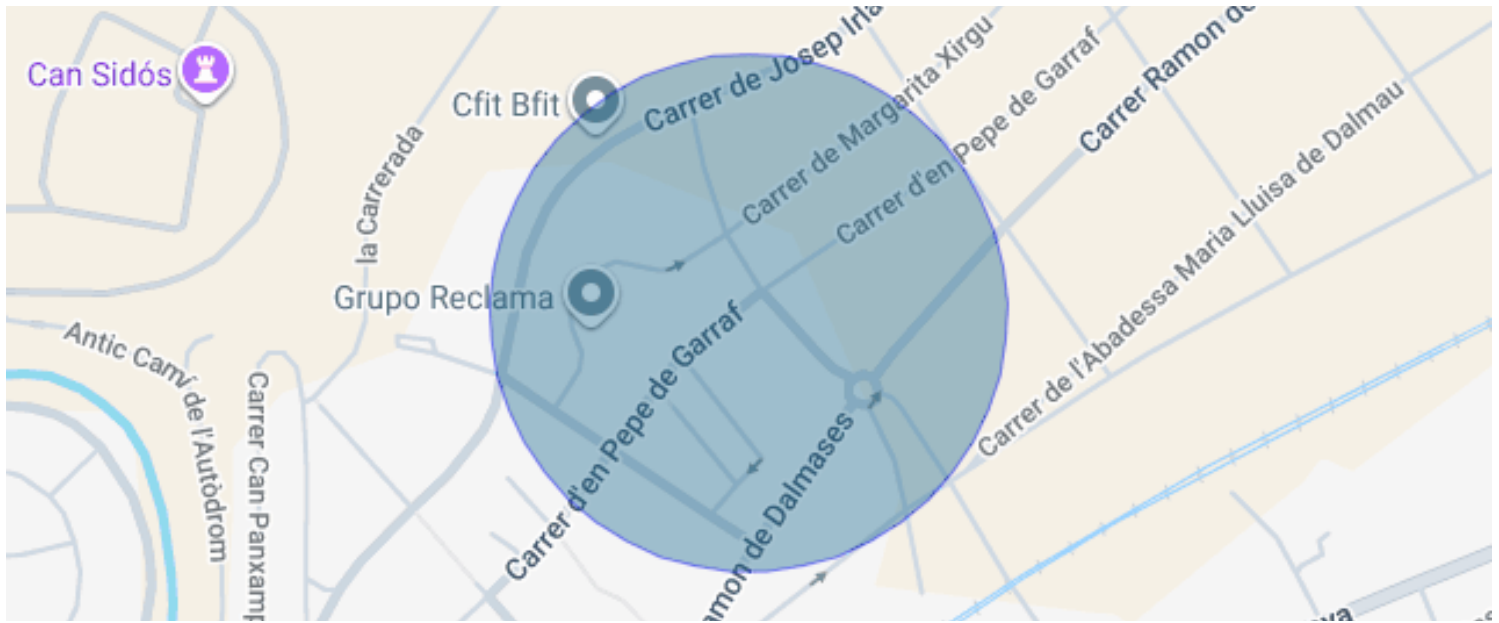 Can Sidós
Cfit Bfit
Carrer de Josep Irla
Carrer de Margarita Xirgu
Carrer d'en Pepe de Garraf
Carrer Ramon de
la Carrerada
Grupo Reclama
Antic Camí de l'Autòdrom
Carrer Can Panxamp
Carrer d'en Pepe de Garraf
Carrer de l'Abadessa Maria Lluisa de Dalmau
amon de Dalmases